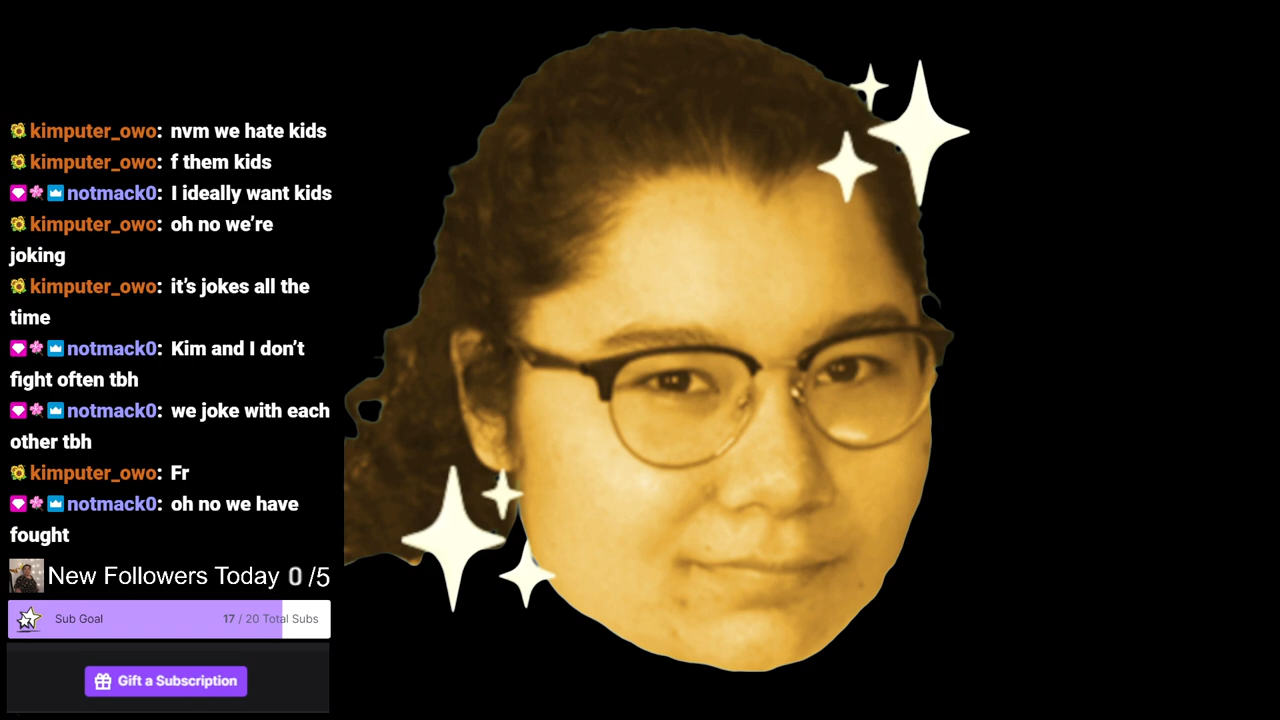 kimputer_owo: nvm we hate kids
kimputer_owo: f them kids
notmack0: I ideally want kids
kimputer_owo: oh no we’re
joking
kimputer_owo: it’s jokes all the
time
notmack0: Kim and I don’t
fight often tbh
notmack0: we joke with each
other tbh
kimputer_owo: Fr
notmack0: oh no we have
fought
New Followers Today 0 /5
Sub Goal 17 / 20 Total Subs
Gift a Subscription